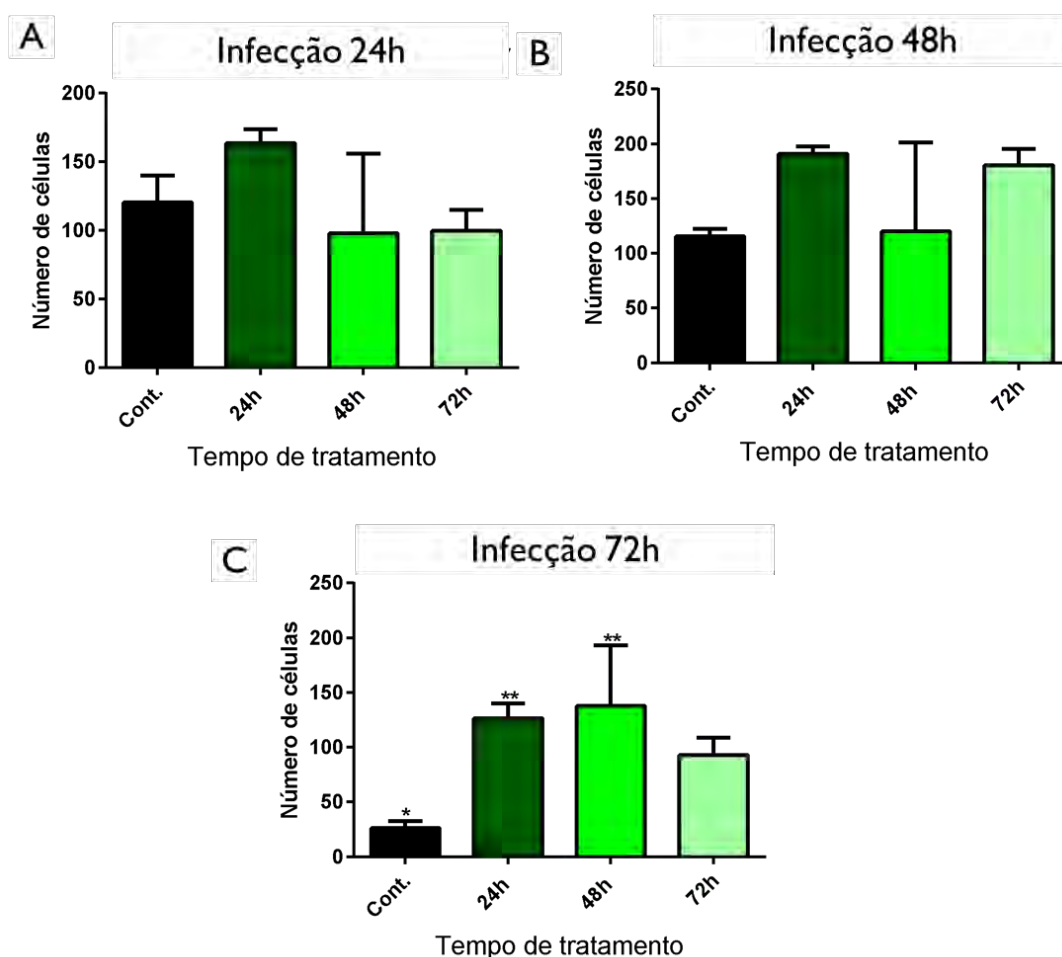 A
Infecção 24h
Número de células
200
150
100
50
0
Cont.
24h
48h
72h
Tempo de tratamento
B
Infecção 48h
Número de células
250
200
150
100
50
0
Cont.
24h
48h
72h
Tempo de tratamento
C
Infecção 72h
Número de células
250
200
150
100
50
0
*
**
**
Cont.
24h
48h
72h
Tempo de tratamento